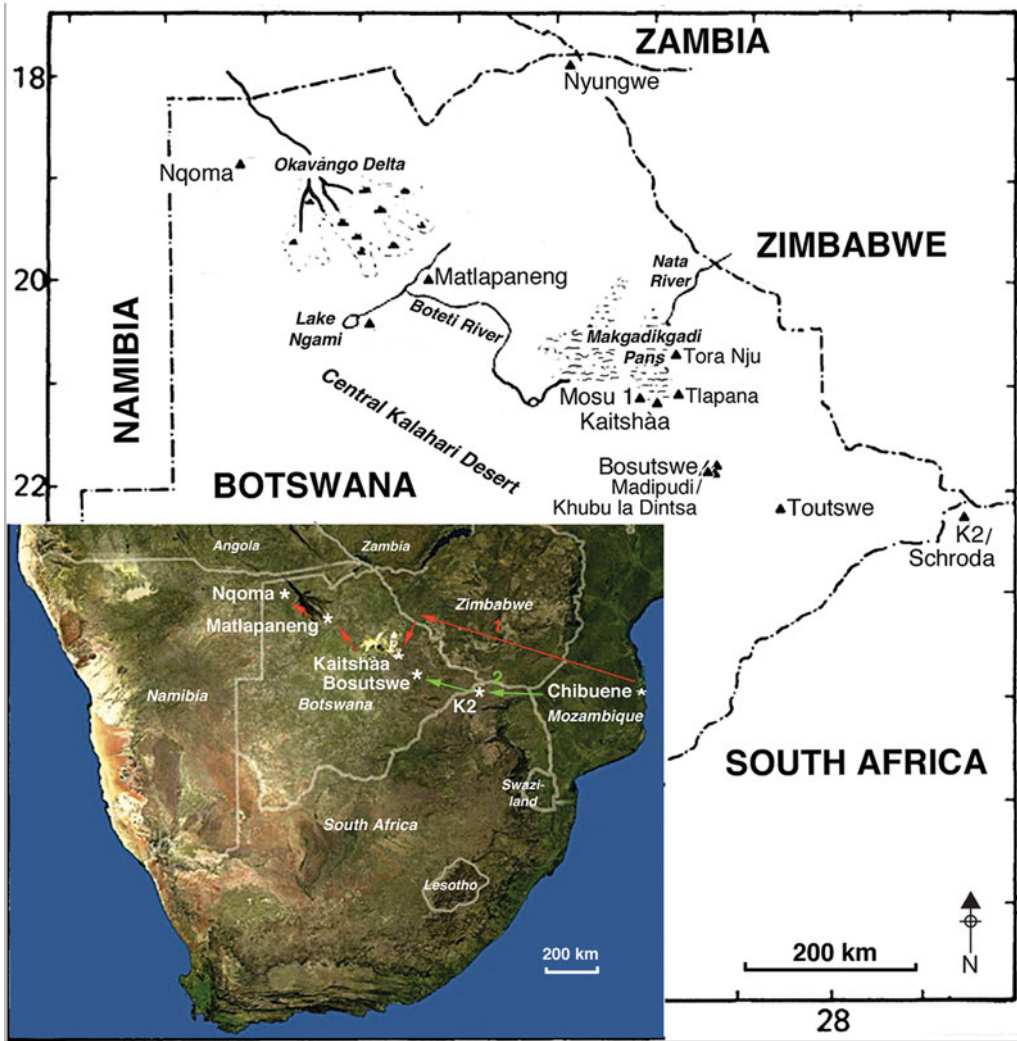 ZAMBIA
18
Nyungwe
Nqoma
Okavango Delta
ZIMBABWE
Nata
River
20
Matlapaneng
Lake
Ngami
Boteti River
Makgadikgadi
Pans
Tora Nju
NAMIBIA
Mosu 1
Tlapana
Kaitshàa
Central Kalahari Desert
22
BOTSWANA
Bosutswe/
Madipudi/
Khubu la Dintsa
Toutswe
K2/
Schroda
SOUTH AFRICA
200 km
N
28
Angola
Zambia
Nqoma
Zimbabwe
1
Matlapaneng
Kaitshàa
Bosutswe
2
Chibuene
Namibia
Botswana
K2
Mozambique
Swazi-
land
South Africa
Lesotho
200 km